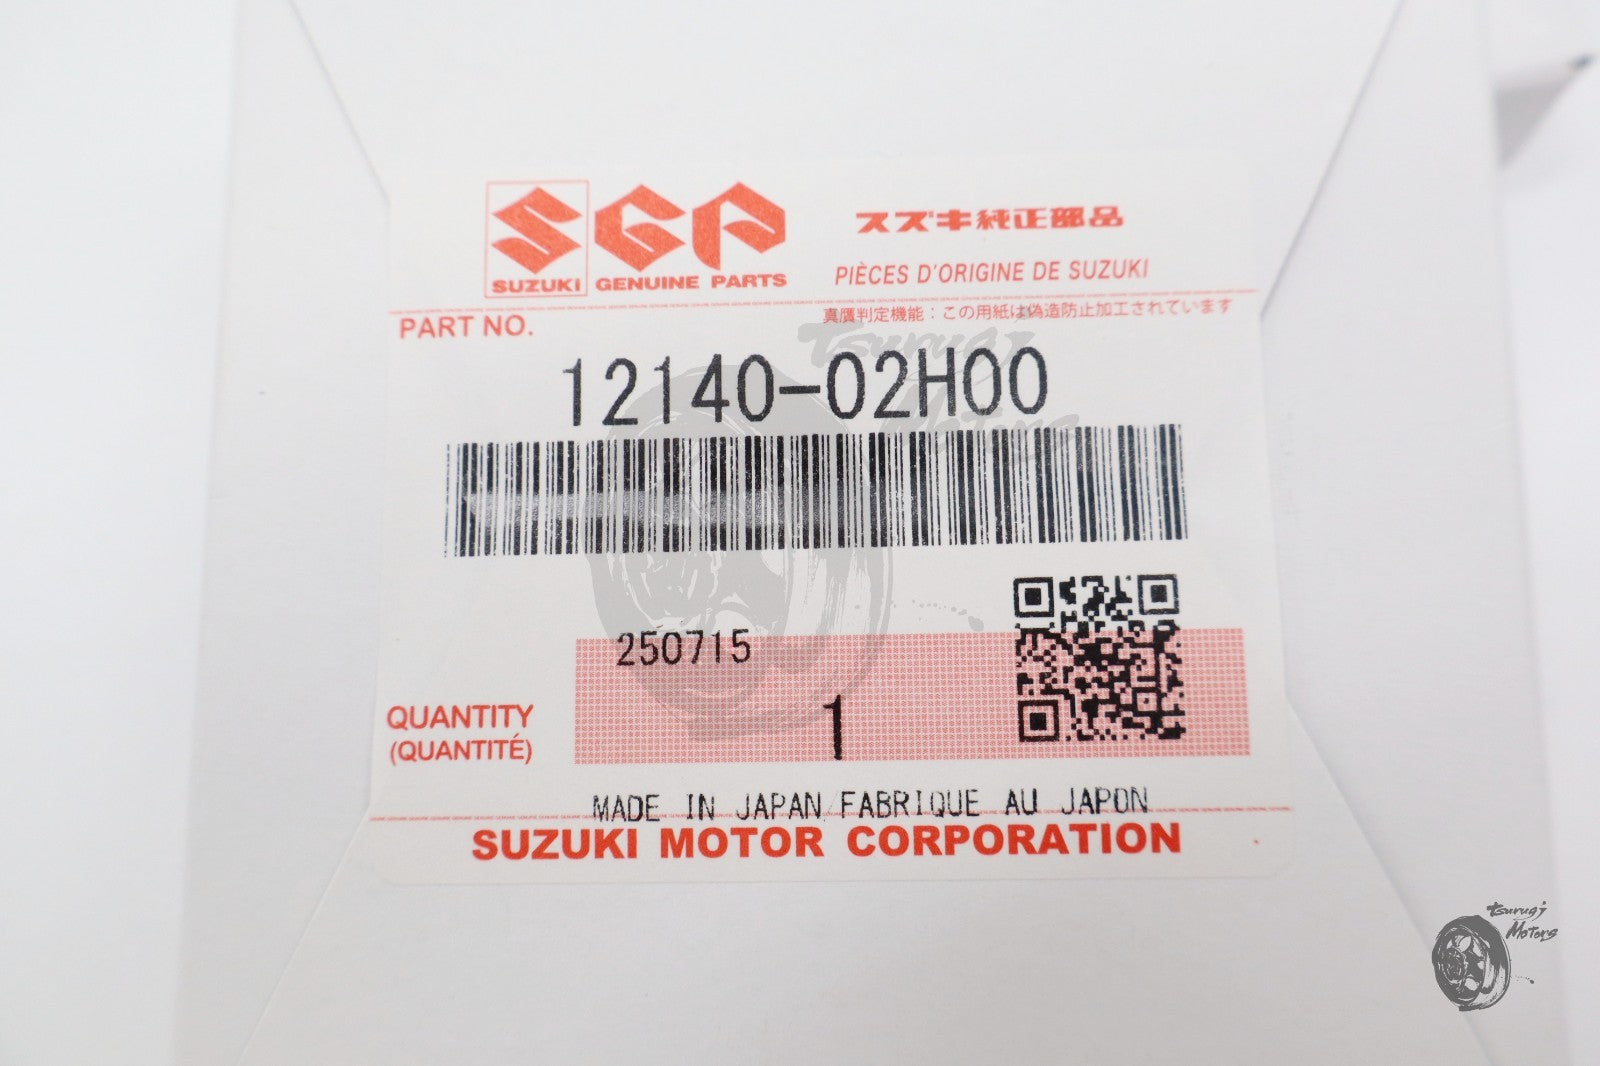 SUZUKI
SGP
GENUINE PARTS
スズキ純正部品
PIÈCES D'ORIGINE DE SUZUKI
真贋判定機能：この用紙は偽造防止加工されています
PART NO.
12140-02H00
250715
QUANTITY
(QUANTITÉ)
1
MADE IN JAPAN/FABRIQUE AU JAPON
SUZUKI MOTOR CORPORATION
Tsurugi
Motors
Tsurugi
Motors